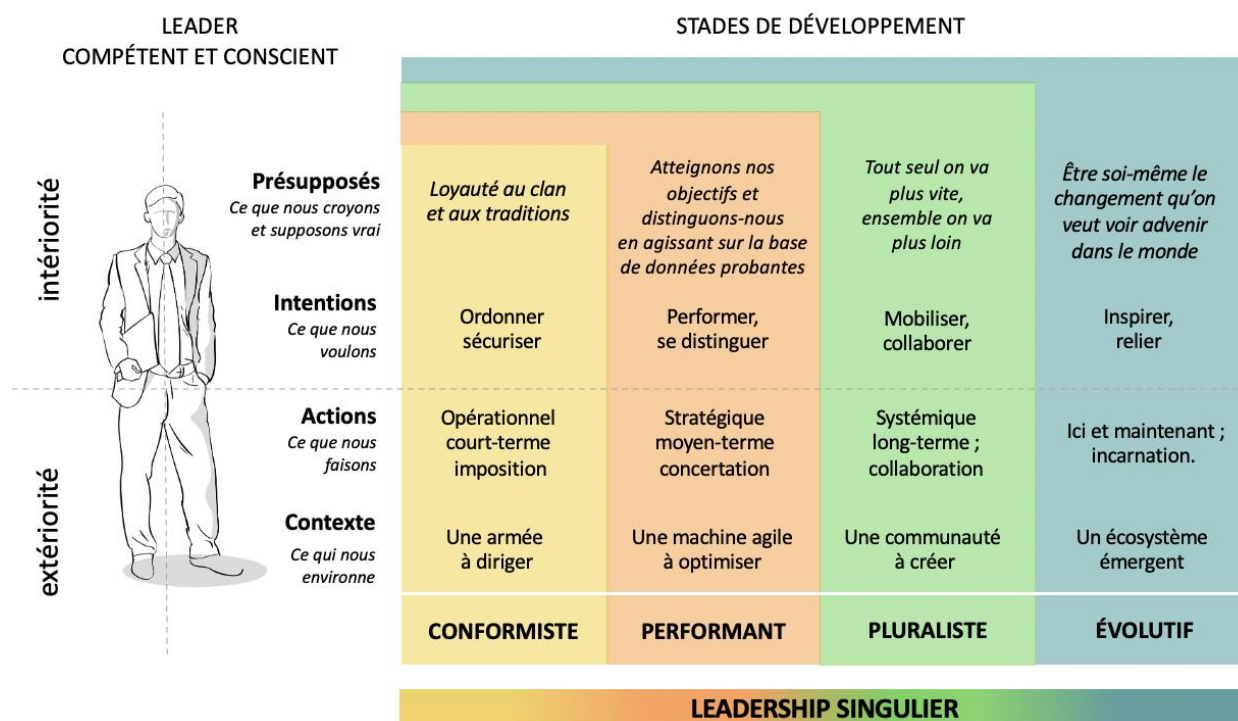 LEADER
COMPÉTENT ET CONSCIENT
STADES DE DÉVELOPPEMENT
intériorité
Présupposés
Ce que nous croyons
et supposons vrai
Loyauté au clan
et aux traditions
Atteignons nos
objectifs et
distinguons-nous
en agissant sur la base
de données probantes
Tout seul on va
plus vite,
ensemble on va
plus loin
Être soi-même le
changement qu'on
veut voir advenir
dans le monde
Intentions
Ce que nous
voulons
Ordonner
sécuriser
Performer,
se distinguer
Mobiliser,
collaborer
Inspirer,
relier
extériorité
Actions
Ce que nous
faisons
Opérationnel
court-terme
imposition
Stratégique
moyen-terme
concertation
Systémique
long-terme ;
collaboration
Ici et maintenant ;
incarnation.
Contexte
Ce qui nous
environne
Une armée
à diriger
Une machine agile
à optimiser
Une communauté
à créer
Un écosystème
émergent
CONFORMISTE
PERFORMANT
PLURALISTE
ÉVOLUTIF
LEADERSHIP SINGULIER